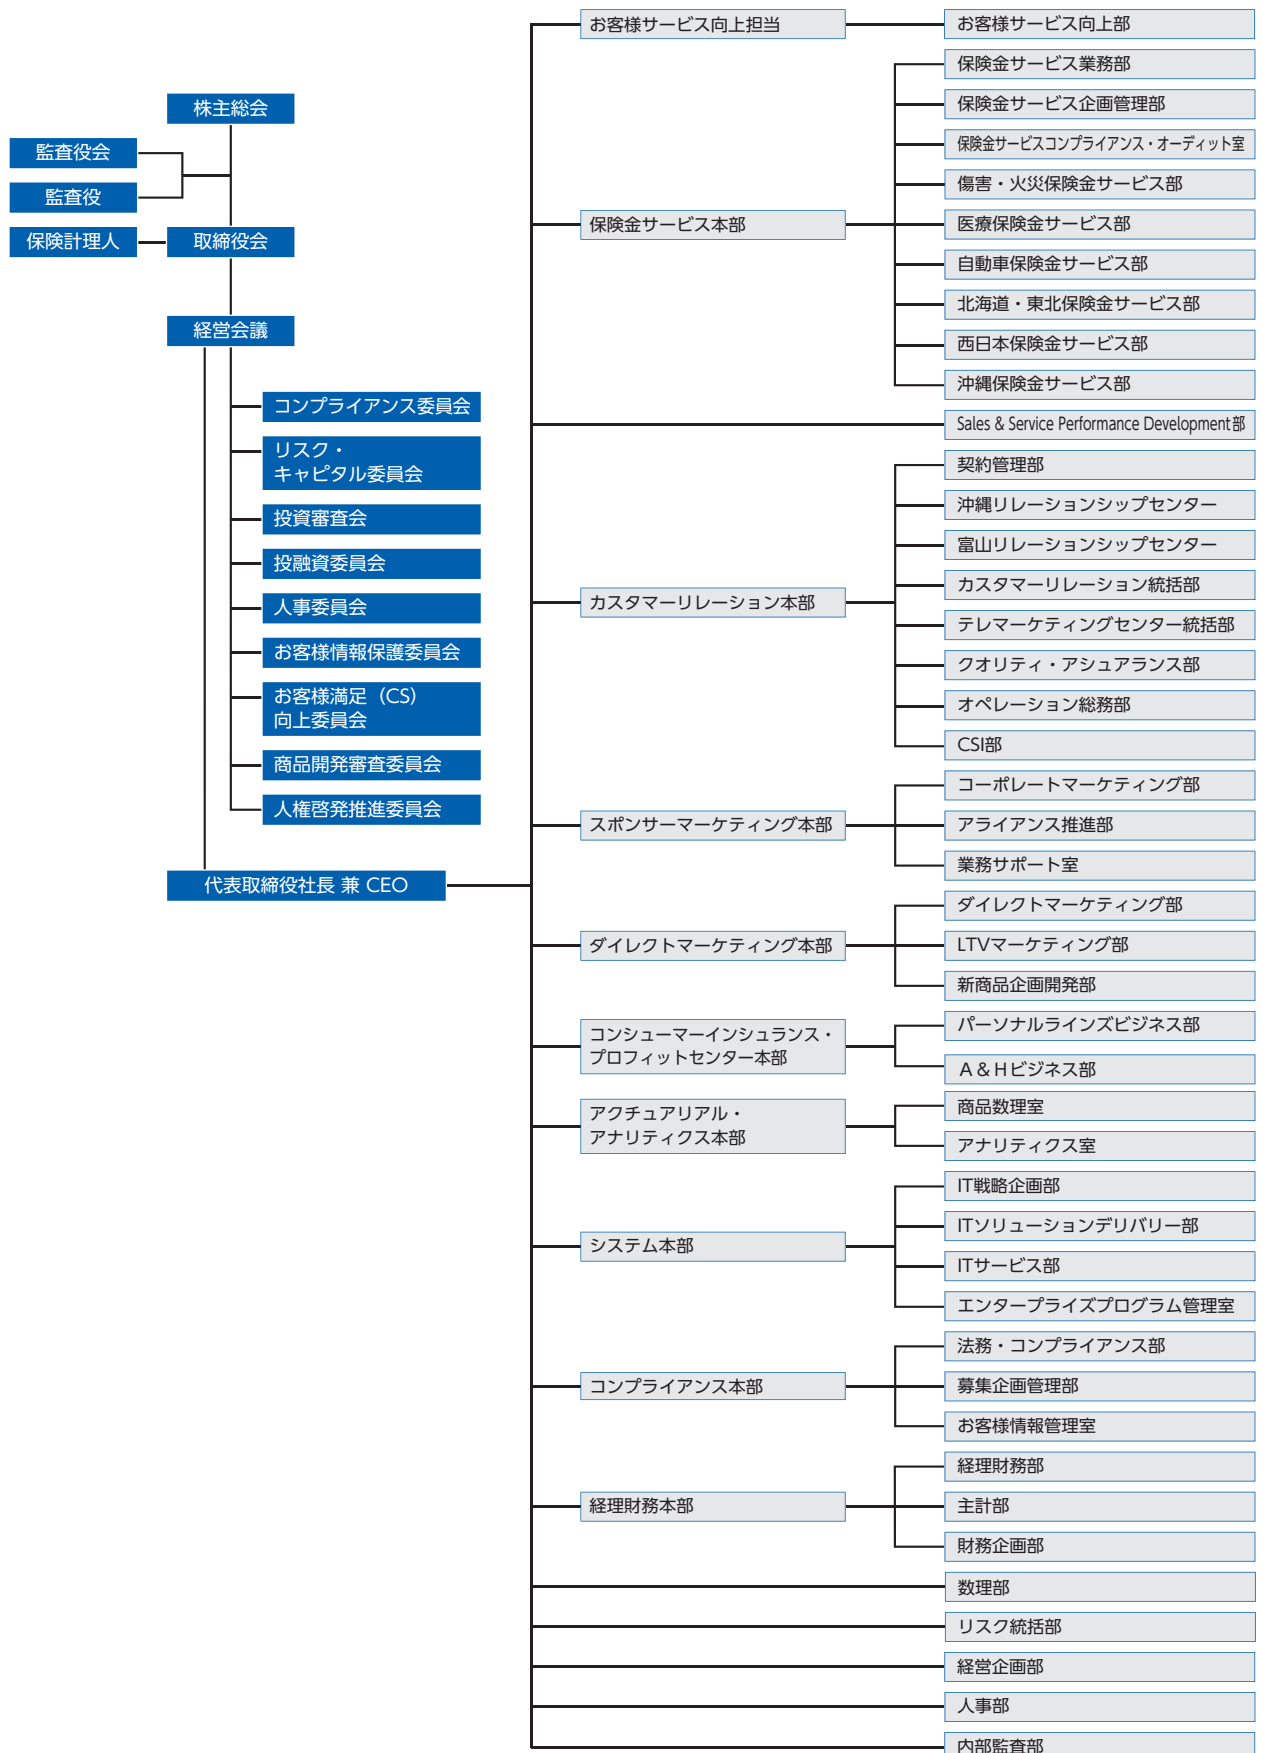 株主総会
監査役会
監査役
保険計理人
取締役会
経営会議
コンプライアンス委員会
リスク・
キャピタル委員会
投資審査会
投融資委員会
人事委員会
お客様情報保護委員会
お客様満足（CS）
向上委員会
商品開発審査委員会
人権啓発推進委員会
代表取締役社長 兼 CEO
お客様サービス向上担当
お客様サービス向上部
保険金サービス本部
保険金サービス業務部
保険金サービス企画管理部
保険金サービスコンプライアンス・オーディット室
傷害・火災保険金サービス部
医療保険金サービス部
自動車保険金サービス部
北海道・東北保険金サービス部
西日本保険金サービス部
沖縄保険金サービス部
Sales & Service Performance Development部
カスタマーリレーション本部
契約管理部
沖縄リレーションシップセンター
富山リレーションシップセンター
カスタマーリレーション統括部
テレマーケティングセンター統括部
クオリティ・アシュアランス部
オペレーション総務部
CSI部
スポンサーマーケティング本部
コーポレートマーケティング部
アライアンス推進部
業務サポート室
ダイレクトマーケティング本部
ダイレクトマーケティング部
LTVマーケティング部
新商品企画開発部
コンシューマーインシュランス・
プロフィットセンター本部
パーソナルラインズビジネス部
A＆Hビジネス部
アクチュアリアル・
アナリティクス本部
商品数理室
アナリティクス室
システム本部
IT戦略企画部
ITソリューションデリバリー部
ITサービス部
エンタープライズプログラム管理室
コンプライアンス本部
法務・コンプライアンス部
募集企画管理部
お客様情報管理室
経理財務本部
経理財務部
主計部
財務企画部
数理部
リスク統括部
経営企画部
人事部
内部監査部